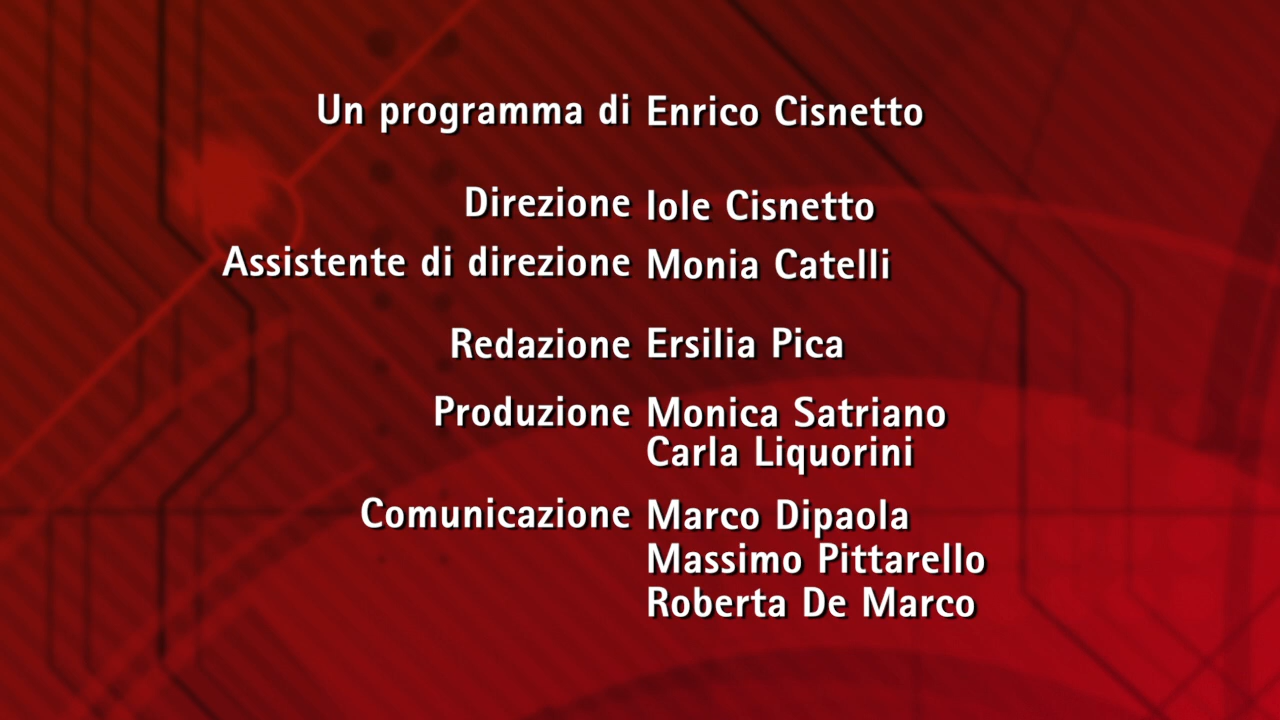 Un programma di Enrico Cisnetto
Direzione Iole Cisnetto
Assistente di direzione Monia Catelli
Redazione Ersilia Pica
Produzione Monica Satriano
Carla Liquorini
Comunicazione Marco Dipaola
Massimo Pittarello
Roberta De Marco